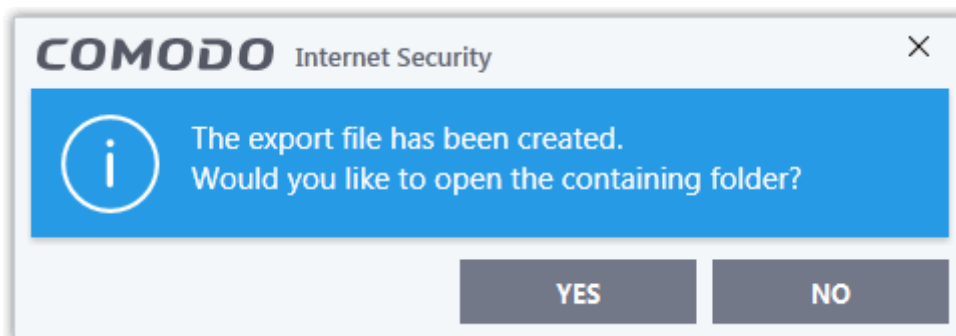 COMODO Internet Security
The export file has been created.
Would you like to open the containing folder?
YES NO